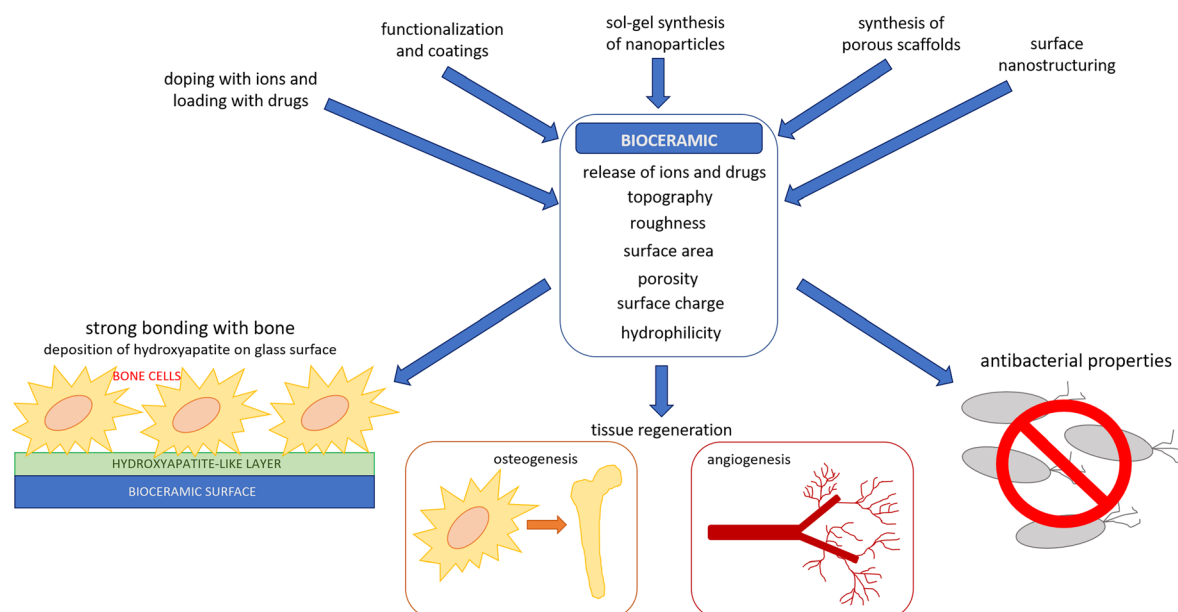 functionalization
and coatings
sol-gel synthesis
of nanoparticles
synthesis of
porous scaffolds
surface
nanostructuring
doping with ions and
loading with drugs
BIOCERAMIC
release of ions and drugs
topography
roughness
surface area
porosity
surface charge
hydrophilicity
strong bonding with bone
deposition of hydroxyapatite on glass surface
BONE CELLS
HYDROXYAPATITE-LIKE LAYER
BIOCERAMIC SURFACE
tissue regeneration
osteogenesis
angiogenesis
antibacterial properties